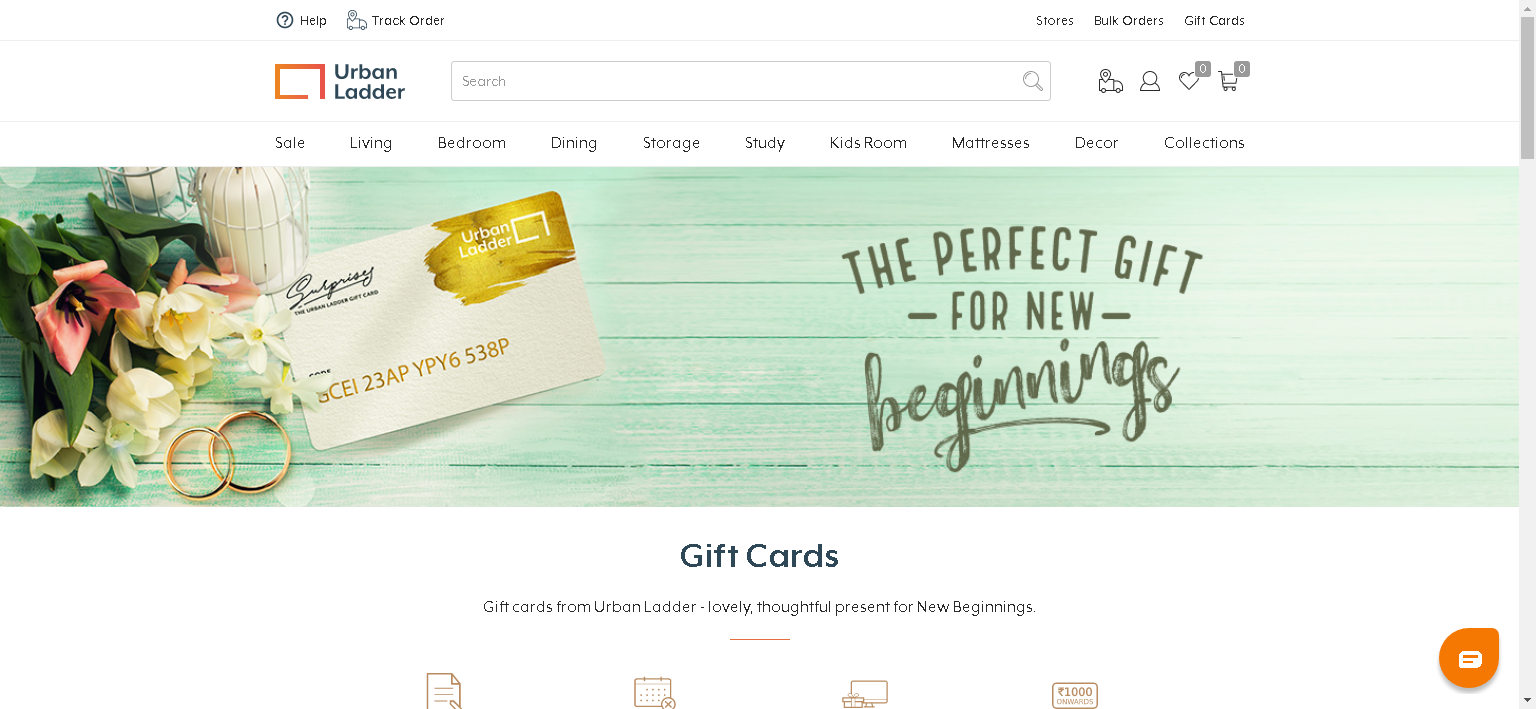 Help
Track Order
Stores
Bulk Orders
Gift Cards
Urban
Ladder
Search
0
0
Sale
Living
Bedroom
Dining
Storage
Study
Kids Room
Mattresses
Decor
Collections
Urban
Ladder
Surprises
THE URBAN LADDER GIFT CARD
CODE
GCEI 23AP YPY6 538P
THE PERFECT GIFT
FOR NEW
beginnings
Gift Cards
Gift cards from Urban Ladder - lovely, thoughtful present for New Beginnings.
₹1000
ONWARDS